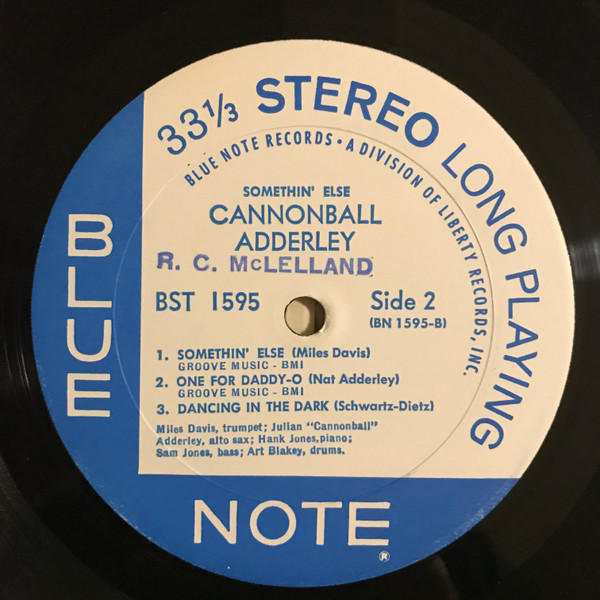 33⅓ STEREO LONG PLAYING
BLUE NOTE RECORDS • A DIVISION OF LIBERTY RECORDS, INC.
SOMETHIN' ELSE
CANNONBALL
ADDERLEY
R. C. McLELLAND
BST 1595
Side 2
(BN 1595-B)
1. SOMETHIN' ELSE (Miles Davis)
GROOVE MUSIC - BMI
2. ONE FOR DADDY-O (Nat Adderley)
GROOVE MUSIC - BMI
3. DANCING IN THE DARK (Schwartz-Dietz)
Miles Davis, trumpet; Julian "Cannonball"
Adderley, alto sax; Hank Jones,piano;
Sam Jones, bass; Art Blakey, drums.
BLUE
NOTE®